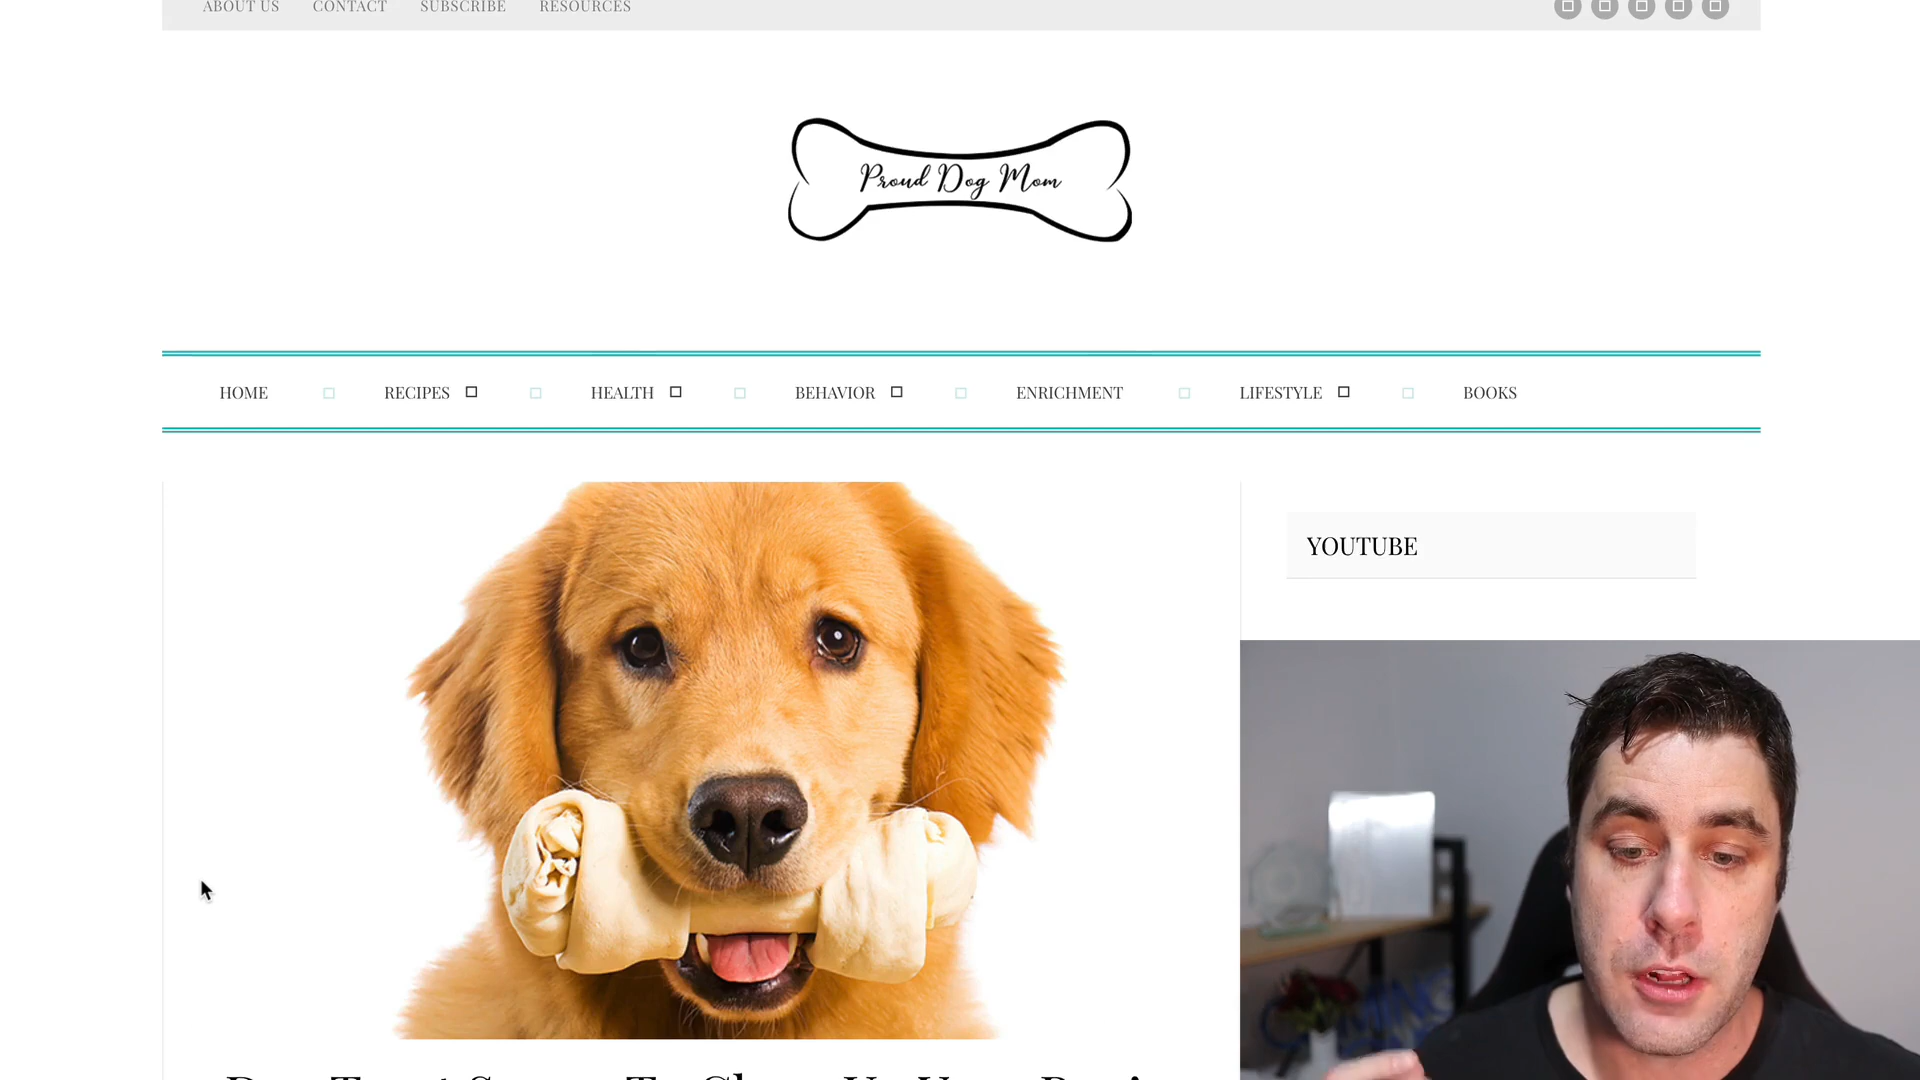 ABOUT US CONTACT SUBSCRIBE RESOURCES
Proud Dog Mom
HOME RECIPES HEALTH BEHAVIOR ENRICHMENT LIFESTYLE BOOKS
YOUTUBE